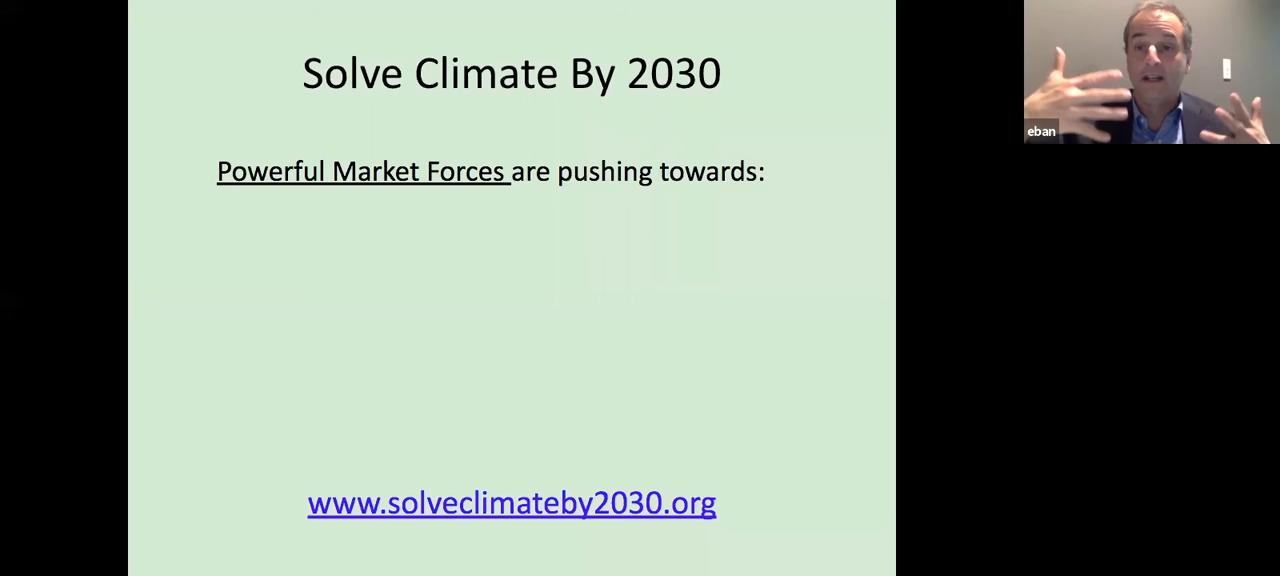 Solve Climate By 2030
Powerful Market Forces are pushing towards:
www.solveclimateby2030.org
eban